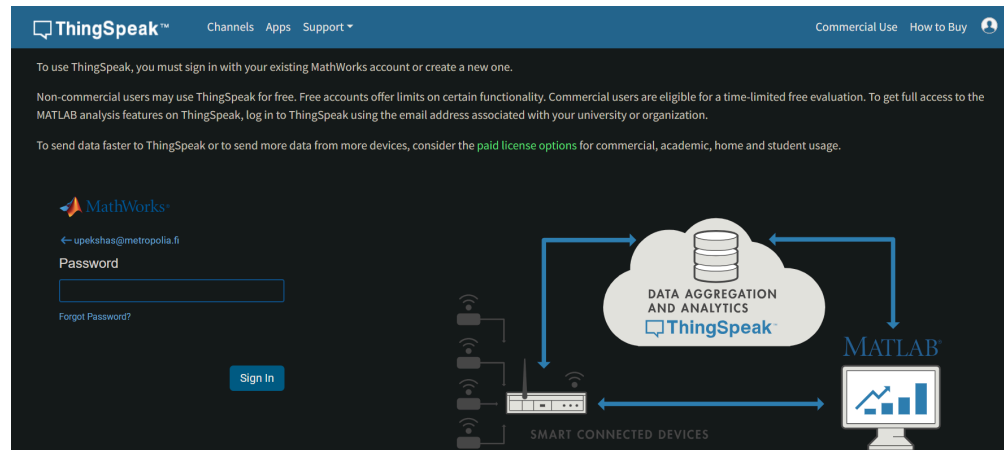 ThingSpeak™ Channels Apps Support Commercial Use How to Buy
To use ThingSpeak, you must sign in with your existing MathWorks account or create a new one.
Non-commercial users may use ThingSpeak for free. Free accounts offer limits on certain functionality. Commercial users are eligible for a time-limited free evaluation. To get full access to the
MATLAB analysis features on ThingSpeak, log in to ThingSpeak using the email address associated with your university or organization.
To send data faster to ThingSpeak or to send more data from more devices, consider the paid license options for commercial, academic, home and student usage.
MathWorks®
upekshas@metropolia.fi
Password
Forgot Password?
Sign In
DATA AGGREGATION
AND ANALYTICS
ThingSpeak™
MATLAB®
SMART CONNECTED DEVICES